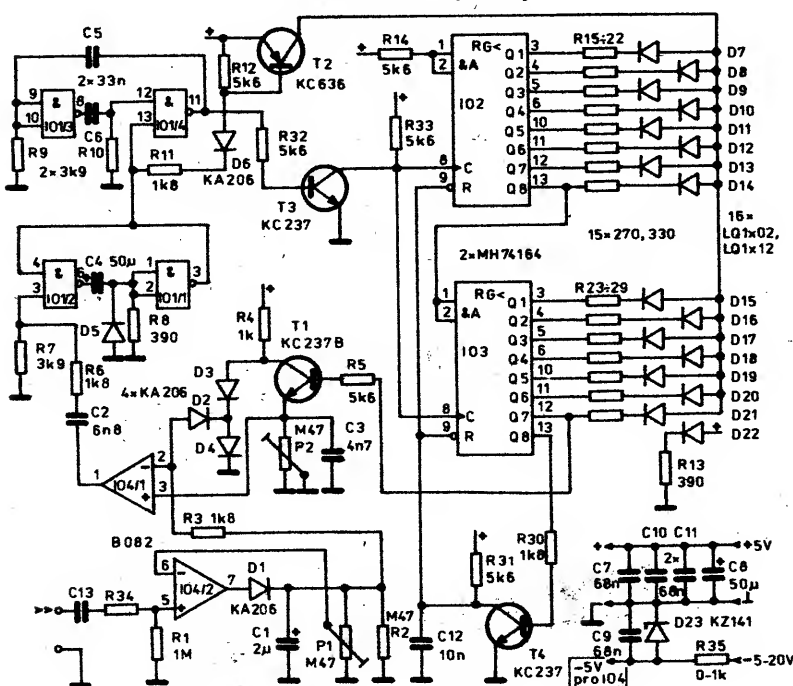 C5
2×33n
9
10
&
IO1/3
8
C6
12
13
&
IO1/4
11
R9
R10
2×3k9
R11
1k8
R12
5k6
D6
KA206
T2
KC636
R32
5k6
T3
KC237
R14
5k6
R33
5k6
1
2
RG<
&A
IO2
8
C
9
R
Q1 3
Q2 4
Q3 5
Q4 6
Q5 10
Q6 11
Q7 12
Q8 13
R15÷22
D7
D8
D9
D10
D11
D12
D13
D14
15×270, 330
16×
LQ1×02,
LQ1×12
2×MH74164
4
3
&
IO1/2
6
C4
50µ
1
2
&
IO1/1
3
D5
R8
390
R7
3k9
R6
1k8
C2
6n8
R4
1k
T1
KC237B
R5
5k6
D3
4×KA206
D2
D4
M47
P2
C3
4n7
1
2
RG<
&A
IO3
8
C
9
R
Q1 3
Q2 4
Q3 5
Q4 6
Q5 10
Q6 11
Q7 12
Q8 13
R23÷29
D15
D16
D17
D18
D19
D20
D21
D22
R13
390
1
IO4/1
2
3
B082
R3 1k8
6
5
IO4/2
7
D1
KA206
C13
R34
R1
1M
C1
2µ
P1
M47
M47
R2
C12
10n
R31
5k6
R30
1k8
T4
KC237
C10
C11
2×
68n
C7
68n
C8
50µ
+5V
C9
68n
D23 KZ141
R35
0-1k
-5-20V
-5V
pro IO4